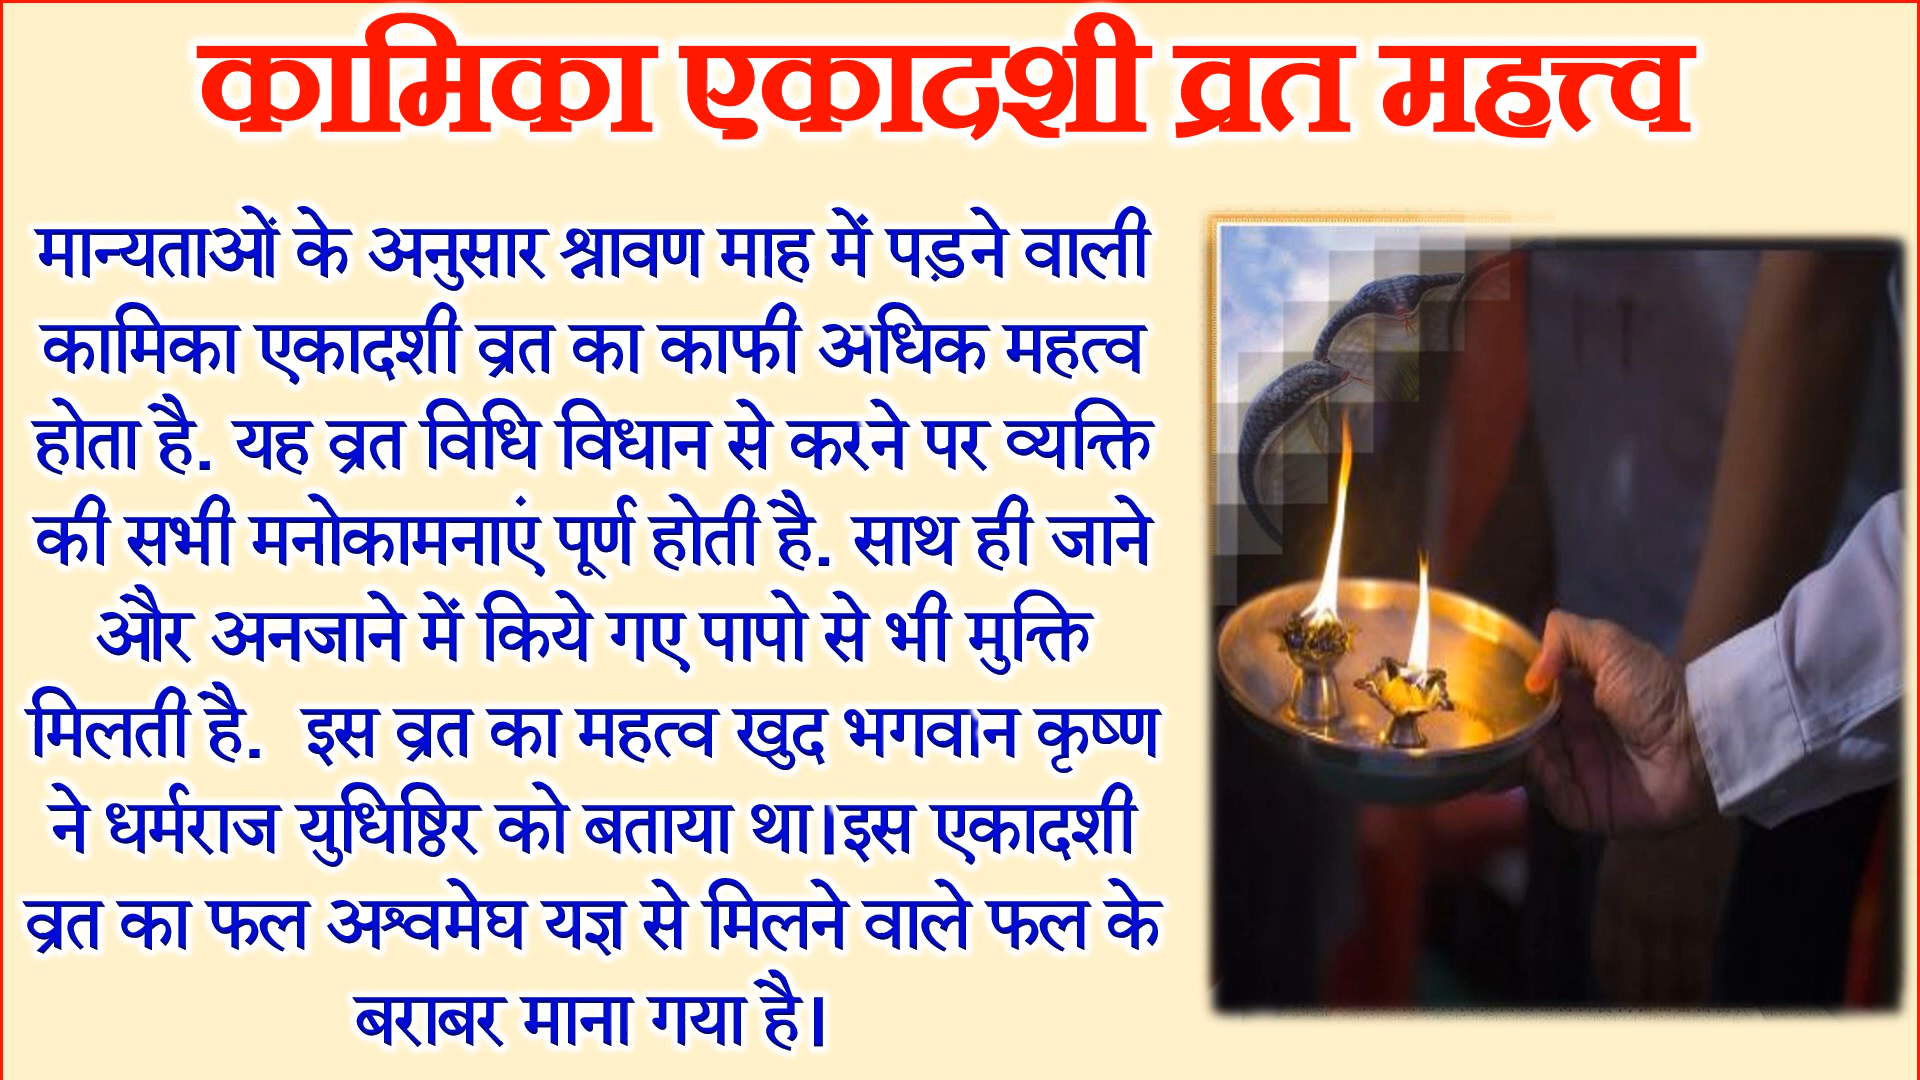 कामिका एकादशी व्रत महत्त्व
मान्यताओं के अनुसार श्रावण माह में पड़ने वाली
कामिका एकादशी व्रत का काफी अधिक महत्व
होता है. यह व्रत विधि विधान से करने पर व्यक्ति
की सभी मनोकामनाएं पूर्ण होती है. साथ ही जाने
और अनजाने में किये गए पापो से भी मुक्ति
मिलती है. इस व्रत का महत्व खुद भगवान कृष्ण
ने धर्मराज युधिष्ठिर को बताया था।इस एकादशी
व्रत का फल अश्वमेघ यज्ञ से मिलने वाले फल के
बराबर माना गया है।